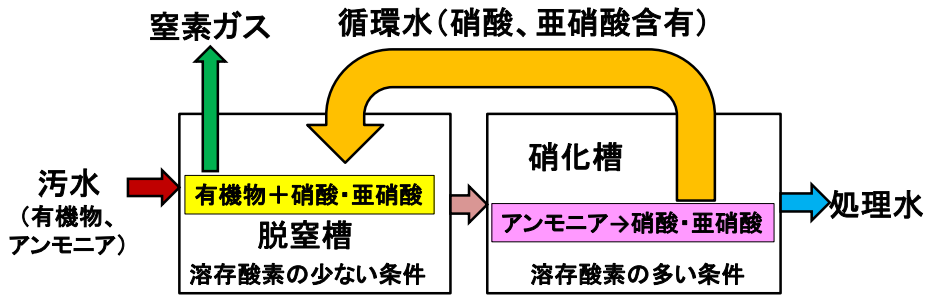 窒素ガス
循環水（硝酸、亜硝酸含有）
汚水
（有機物、
アンモニア）
有機物＋硝酸・亜硝酸
脱窒槽
溶存酸素の少ない条件
硝化槽
アンモニア→硝酸・亜硝酸
溶存酸素の多い条件
処理水